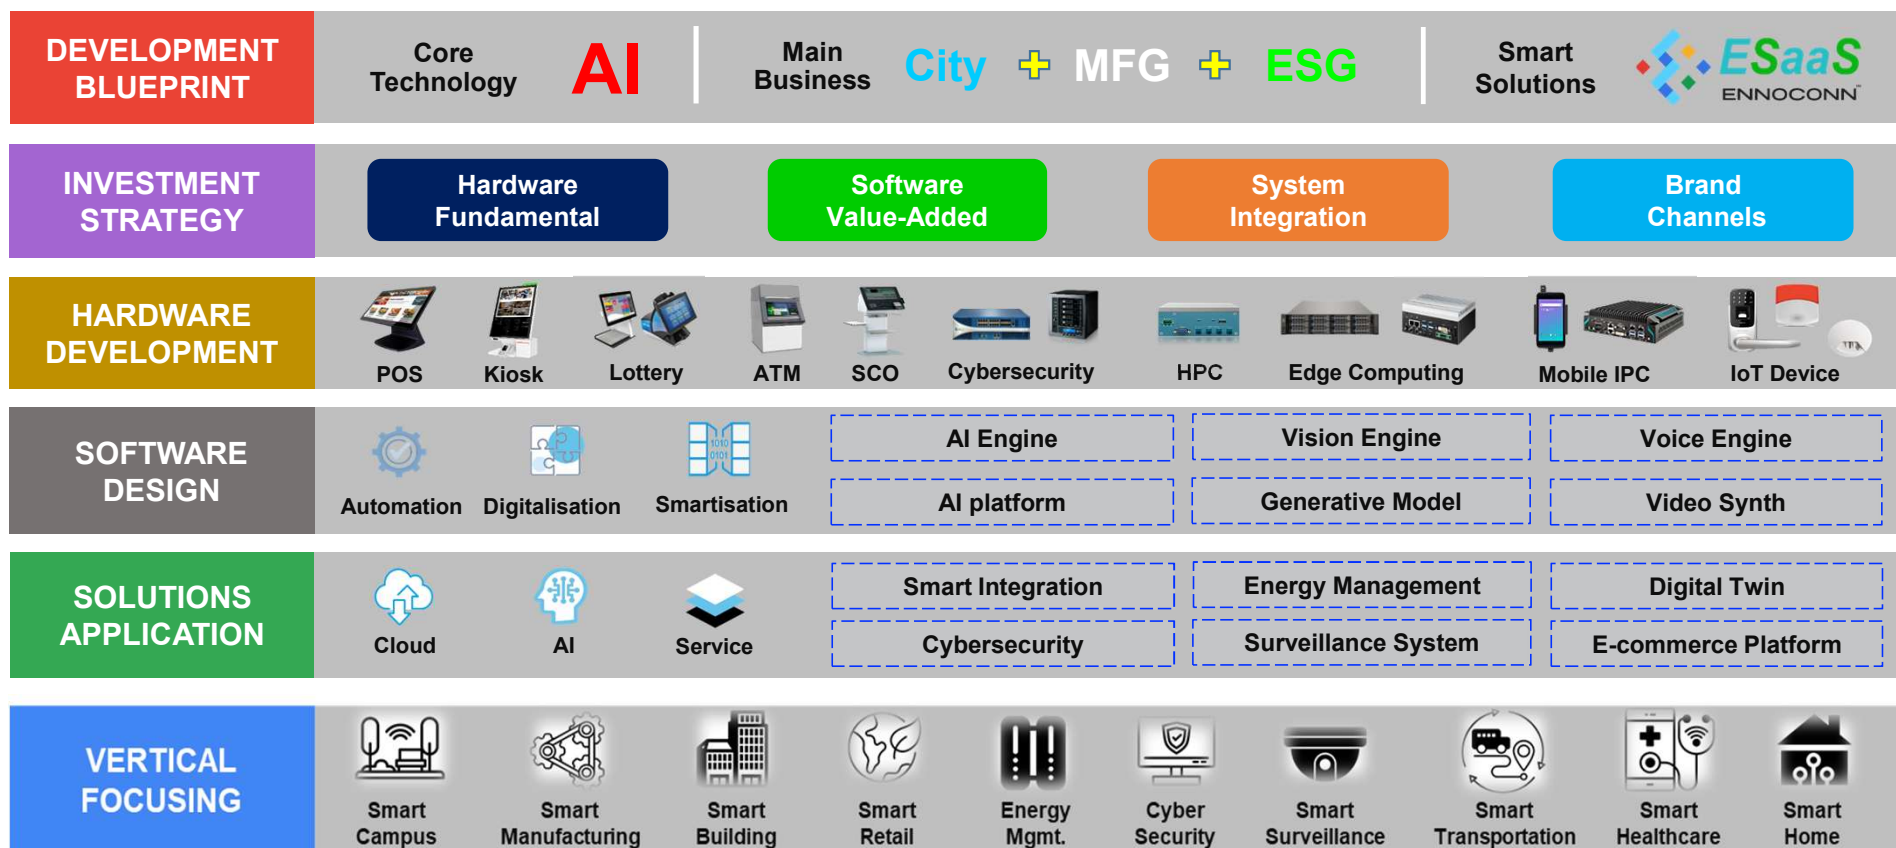 DEVELOPMENT
BLUEPRINT
Core
Technology
AI
Main
Business
City + MFG + ESG
Smart
Solutions
ESaaS
ENNOCONN
INVESTMENT
STRATEGY
Hardware
Fundamental
Software
Value-Added
System
Integration
Brand
Channels
HARDWARE
DEVELOPMENT
POS
Kiosk
Lottery
ATM
SCO
Cybersecurity
HPC
Edge Computing
Mobile IPC
IoT Device
SOFTWARE
DESIGN
1010
0101
Automation
Digitalisation
Smartisation
AI Engine
Vision Engine
Voice Engine
AI platform
Generative Model
Video Synth
SOLUTIONS
APPLICATION
Cloud
AI
Service
Smart Integration
Energy Management
Digital Twin
Cybersecurity
Surveillance System
E-commerce Platform
VERTICAL
FOCUSING
Smart
Campus
Smart
Manufacturing
Smart
Building
Smart
Retail
Energy
Mgmt.
Cyber
Security
Smart
Surveillance
Smart
Transportation
Smart
Healthcare
Smart
Home